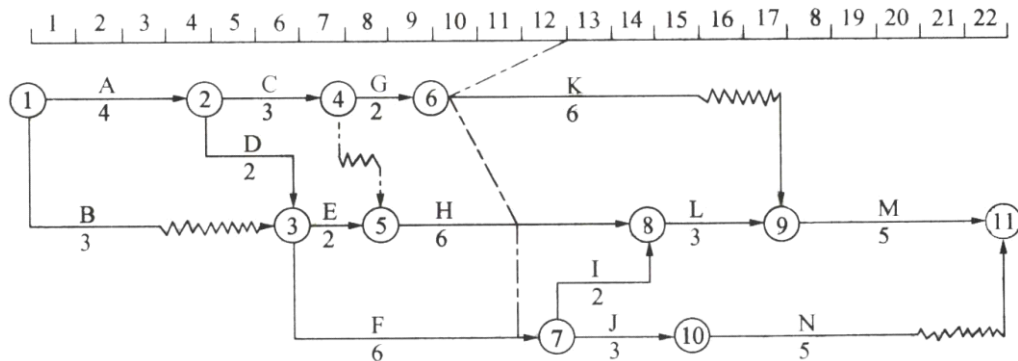 1 2 3 4 5 6 7 8 9 10 11 12 13 14 15 16 17 8 19 20 21 22
1 A 4 2 C 3 4 G 2 6 K 6
D 2
B 3 3 E 2 5 H 6 8 L 3 9 M 5 11
I 2
F 6 7 J 3 10 N 5